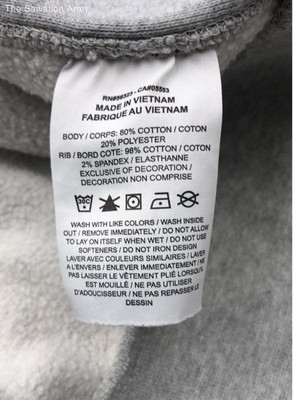 The Salvation Army
RN#56323 - CA#05553
MADE IN VIETNAM
FABRIQUÉ AU VIETNAM
BODY / CORPS: 80% COTTON / COTON
20% POLYESTER
RIB / BORD COTE: 98% COTTON / COTON
2% SPANDEX / ELASTHANNE
EXCLUSIVE OF DECORATION /
DECORATION NON COMPRISE
WASH WITH LIKE COLORS / WASH INSIDE
OUT / REMOVE IMMEDIATELY / DO NOT ALLOW
TO LAY ON ITSELF WHEN WET / DO NOT USE
SOFTENERS / DO NOT IRON DESIGN
LAVER AVEC COULEURS SIMILAIRES / LAVER
A L'ENVERS / ENLEVER IMMEDIATEMENT / NE
PAS LAISSER LE VÊTEMENT PLIÉ LORSQU'IL
EST MOUILLÉ / NE PAS UTILISER
D'ADOUCISSEUR / NE PAS REPASSER LE
DESSIN